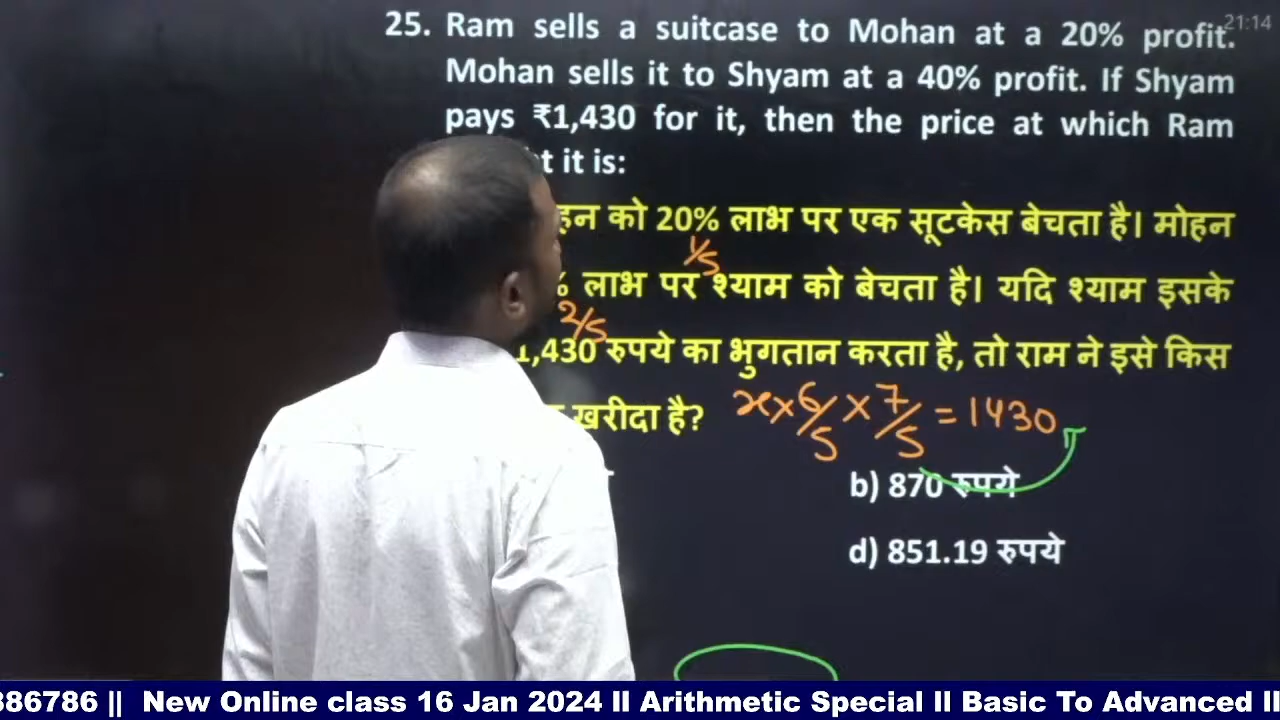 21:14
25. Ram sells a suitcase to Mohan at a 20% profit.
Mohan sells it to Shyam at a 40% profit. If Shyam
pays ₹1,430 for it, then the price at which Ram
it is:
को 20% लाभ पर एक सूटकेस बेचता है। मोहन
1/5
% लाभ पर श्याम को बेचता है। यदि श्याम इसके
2/5
1,430 रुपये का भुगतान करता है, तो राम ने इसे किस
खरीदा है?
x×6/5×7/5=1430
b) 870 रुपये
d) 851.19 रुपये
386786 || New Online class 16 Jan 2024 II Arithmetic Special II Basic To Advanced II